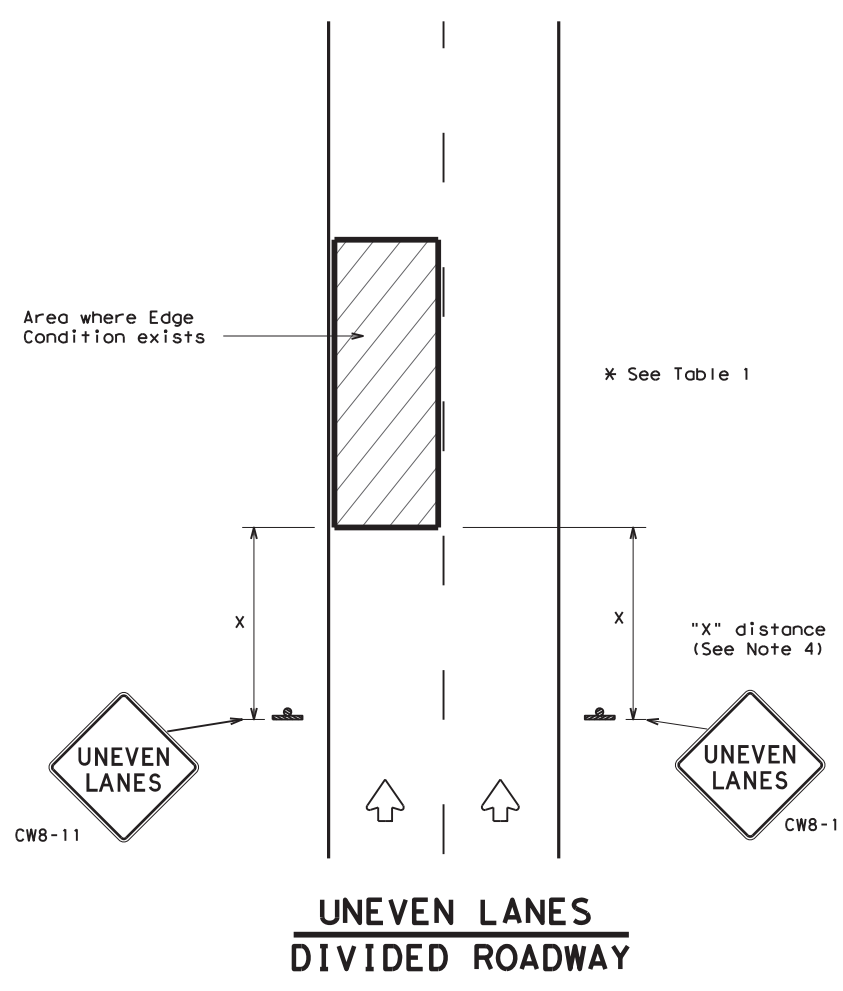 Area where Edge
Condition exists
* See Table 1
X
X
"X" distance
(See Note 4)
UNEVEN
LANES
CW8-11
UNEVEN
LANES
CW8-1
UNEVEN LANES
DIVIDED ROADWAY